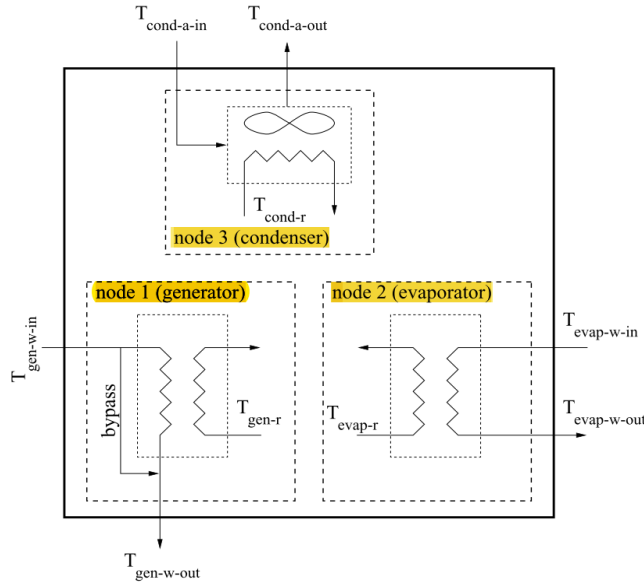 T_cond-a-in
T_cond-a-out
T_cond-r
node 3 (condenser)
node 1 (generator)
node 2 (evaporator)
T_gen-w-in
bypass
T_gen-r
T_evap-r
T_evap-w-in
T_evap-w-out
T_gen-w-out